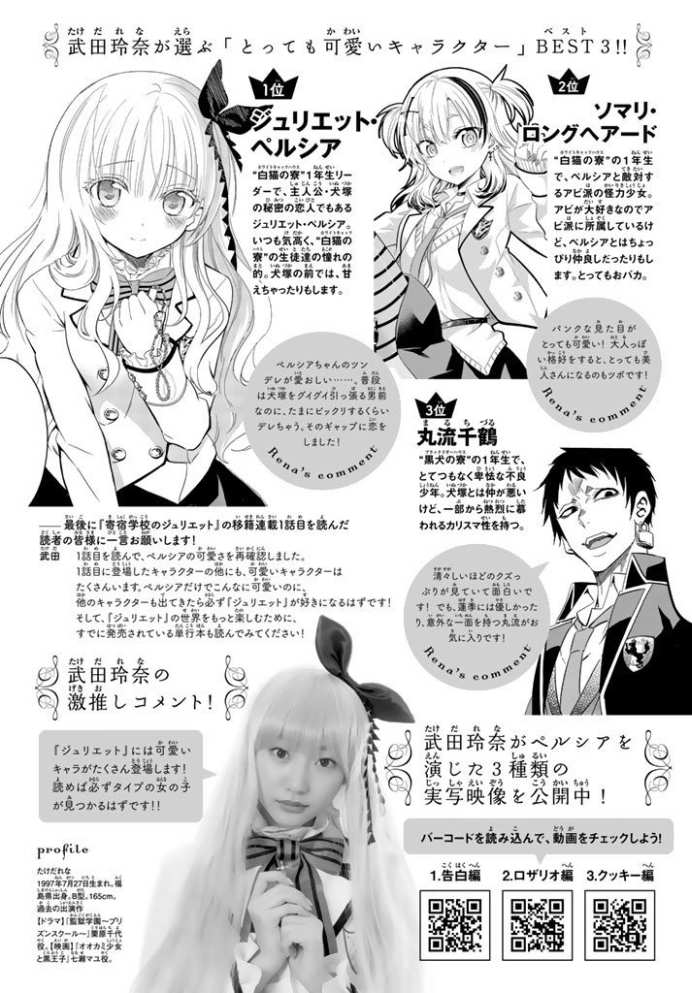 武田玲奈が選ぶ「とっても可愛いキャラクター」BEST3!!
1位
ジュリエット・
ペルシア
“白猫の寮”1年生リー
ダーで、主人公・犬塚
の秘密の恋人でもある
ジュリエット・ペルシア。
いつも気高く、“白猫の
寮”の生徒達の憧れの
的。犬塚の前では、甘
えちゃったりもします。
ペルシアちゃんのツン
デレが愛おしい……。普段
は犬塚をグイグイ引っ張る男前
なのに、たまにビックリするくらい
デレちゃう、そのギャップに恋を
しました!
Rena's comment
2位
ソマリ・
ロングヘアード
“白猫の寮”の1年生
で、ペルシアと敵対す
るアビ派の怪力少女。
アビが大好きなのでア
ビ派に所属しているけ
ど、ペルシアとはちょっ
ぴり仲良しだったりもし
ます。とってもおバカ。
パンクな見た目が
とっても可愛い! 大人っぽ
い格好をすると、とっても美
人さんになるのもツボです!
Rena's comment
3位
丸流千鶴
“黒犬の寮”の1年生で、
とてつもなく卑怯な不良
少年。犬塚とは仲が悪い
けど、一部から熱烈に慕
われるカリスマ性を持つ。
清々しいほどのクズっ
ぷりが見ていて面白いで
す! でも、蓮季には優しかった
り、意外な一面を持つ丸流がお
気に入りです!
Rena's comment
――最後に『寄宿学校のジュリエット』の移籍連載1話目を読んだ
読者の皆様に一言お願いします!
武田 1話目を読んで、ペルシアの可愛さを再確認しました。
1話目に登場したキャラクターの他にも、可愛いキャラクターは
たくさんいます。ペルシアだけでこんなに可愛いのに、
他のキャラクターも出てきたら必ず『ジュリエット』が好きになるはずです!
そして、『ジュリエット』の世界をもっと楽しむために、
すでに発売されている単行本も読んでみてください!
武田玲奈の
激推しコメント!
『ジュリエット』には可愛い
キャラがたくさん登場します!
読めば必ずタイプの女の子
が見つかるはずです!!
profile
たけだれな
1997年7月27日生まれ。福
島県出身。B型。165cm。
過去の出演作
【ドラマ】『監獄学園〜プリ
ズンスクール〜』栗原千代
役。【映画】『オオカミ少女
と黒王子』七瀬マユ役。
武田玲奈がペルシアを
演じた3種類の
実写映像を公開中!
バーコードを読み込んで、動画をチェックしよう!
1.告白編
2.ロザリオ編
3.クッキー編